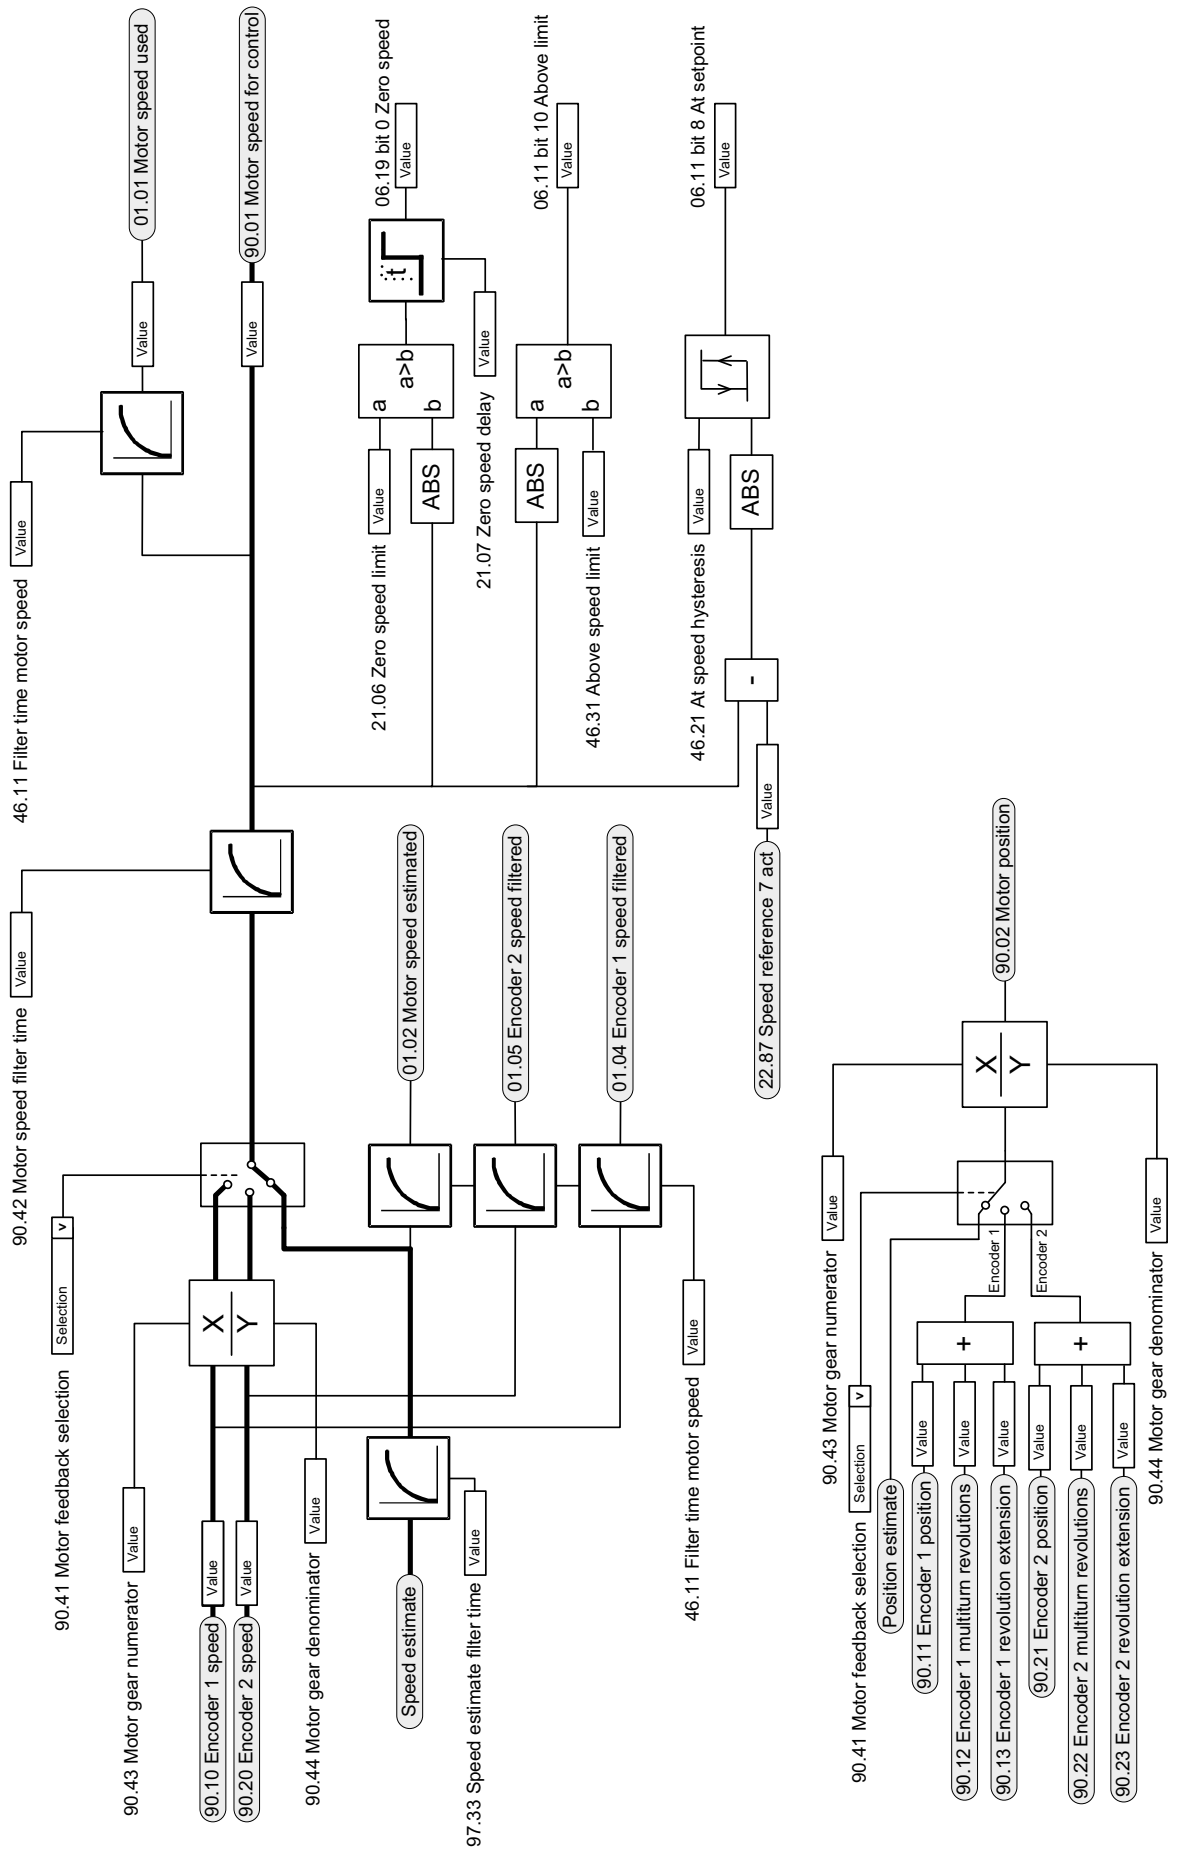 46.11 Filter time motor speed
Value
01.01 Motor speed used
Value
90.42 Motor speed filter time
Value
90.01 Motor speed for control
Value
90.41 Motor feedback selection
Selection
v
90.43 Motor gear numerator
Value
90.10 Encoder 1 speed
Value
90.20 Encoder 2 speed
Value
X
Y
90.44 Motor gear denominator
Value
Speed estimate
97.33 Speed estimate filter time
Value
01.02 Motor speed estimated
01.05 Encoder 2 speed filtered
01.04 Encoder 1 speed filtered
46.11 Filter time motor speed
Value
21.06 Zero speed limit
Value
ABS
a
b
a>b
t
06.19 bit 0 Zero speed
Value
21.07 Zero speed delay
Value
ABS
a
b
a>b
06.11 bit 10 Above limit
Value
46.31 Above speed limit
Value
46.21 At speed hysteresis
Value
ABS
-
06.11 bit 8 At setpoint
Value
22.87 Speed reference 7 act
Value
90.43 Motor gear numerator
Value
90.41 Motor feedback selection
Selection
v
Position estimate
90.11 Encoder 1 position
Value
90.12 Encoder 1 multiturn revolutions
Value
90.13 Encoder 1 revolution extension
Value
+
Encoder 1
90.21 Encoder 2 position
Value
90.22 Encoder 2 multiturn revolutions
Value
90.23 Encoder 2 revolution extension
Value
+
Encoder 2
X
Y
90.02 Motor position
90.44 Motor gear denominator
Value